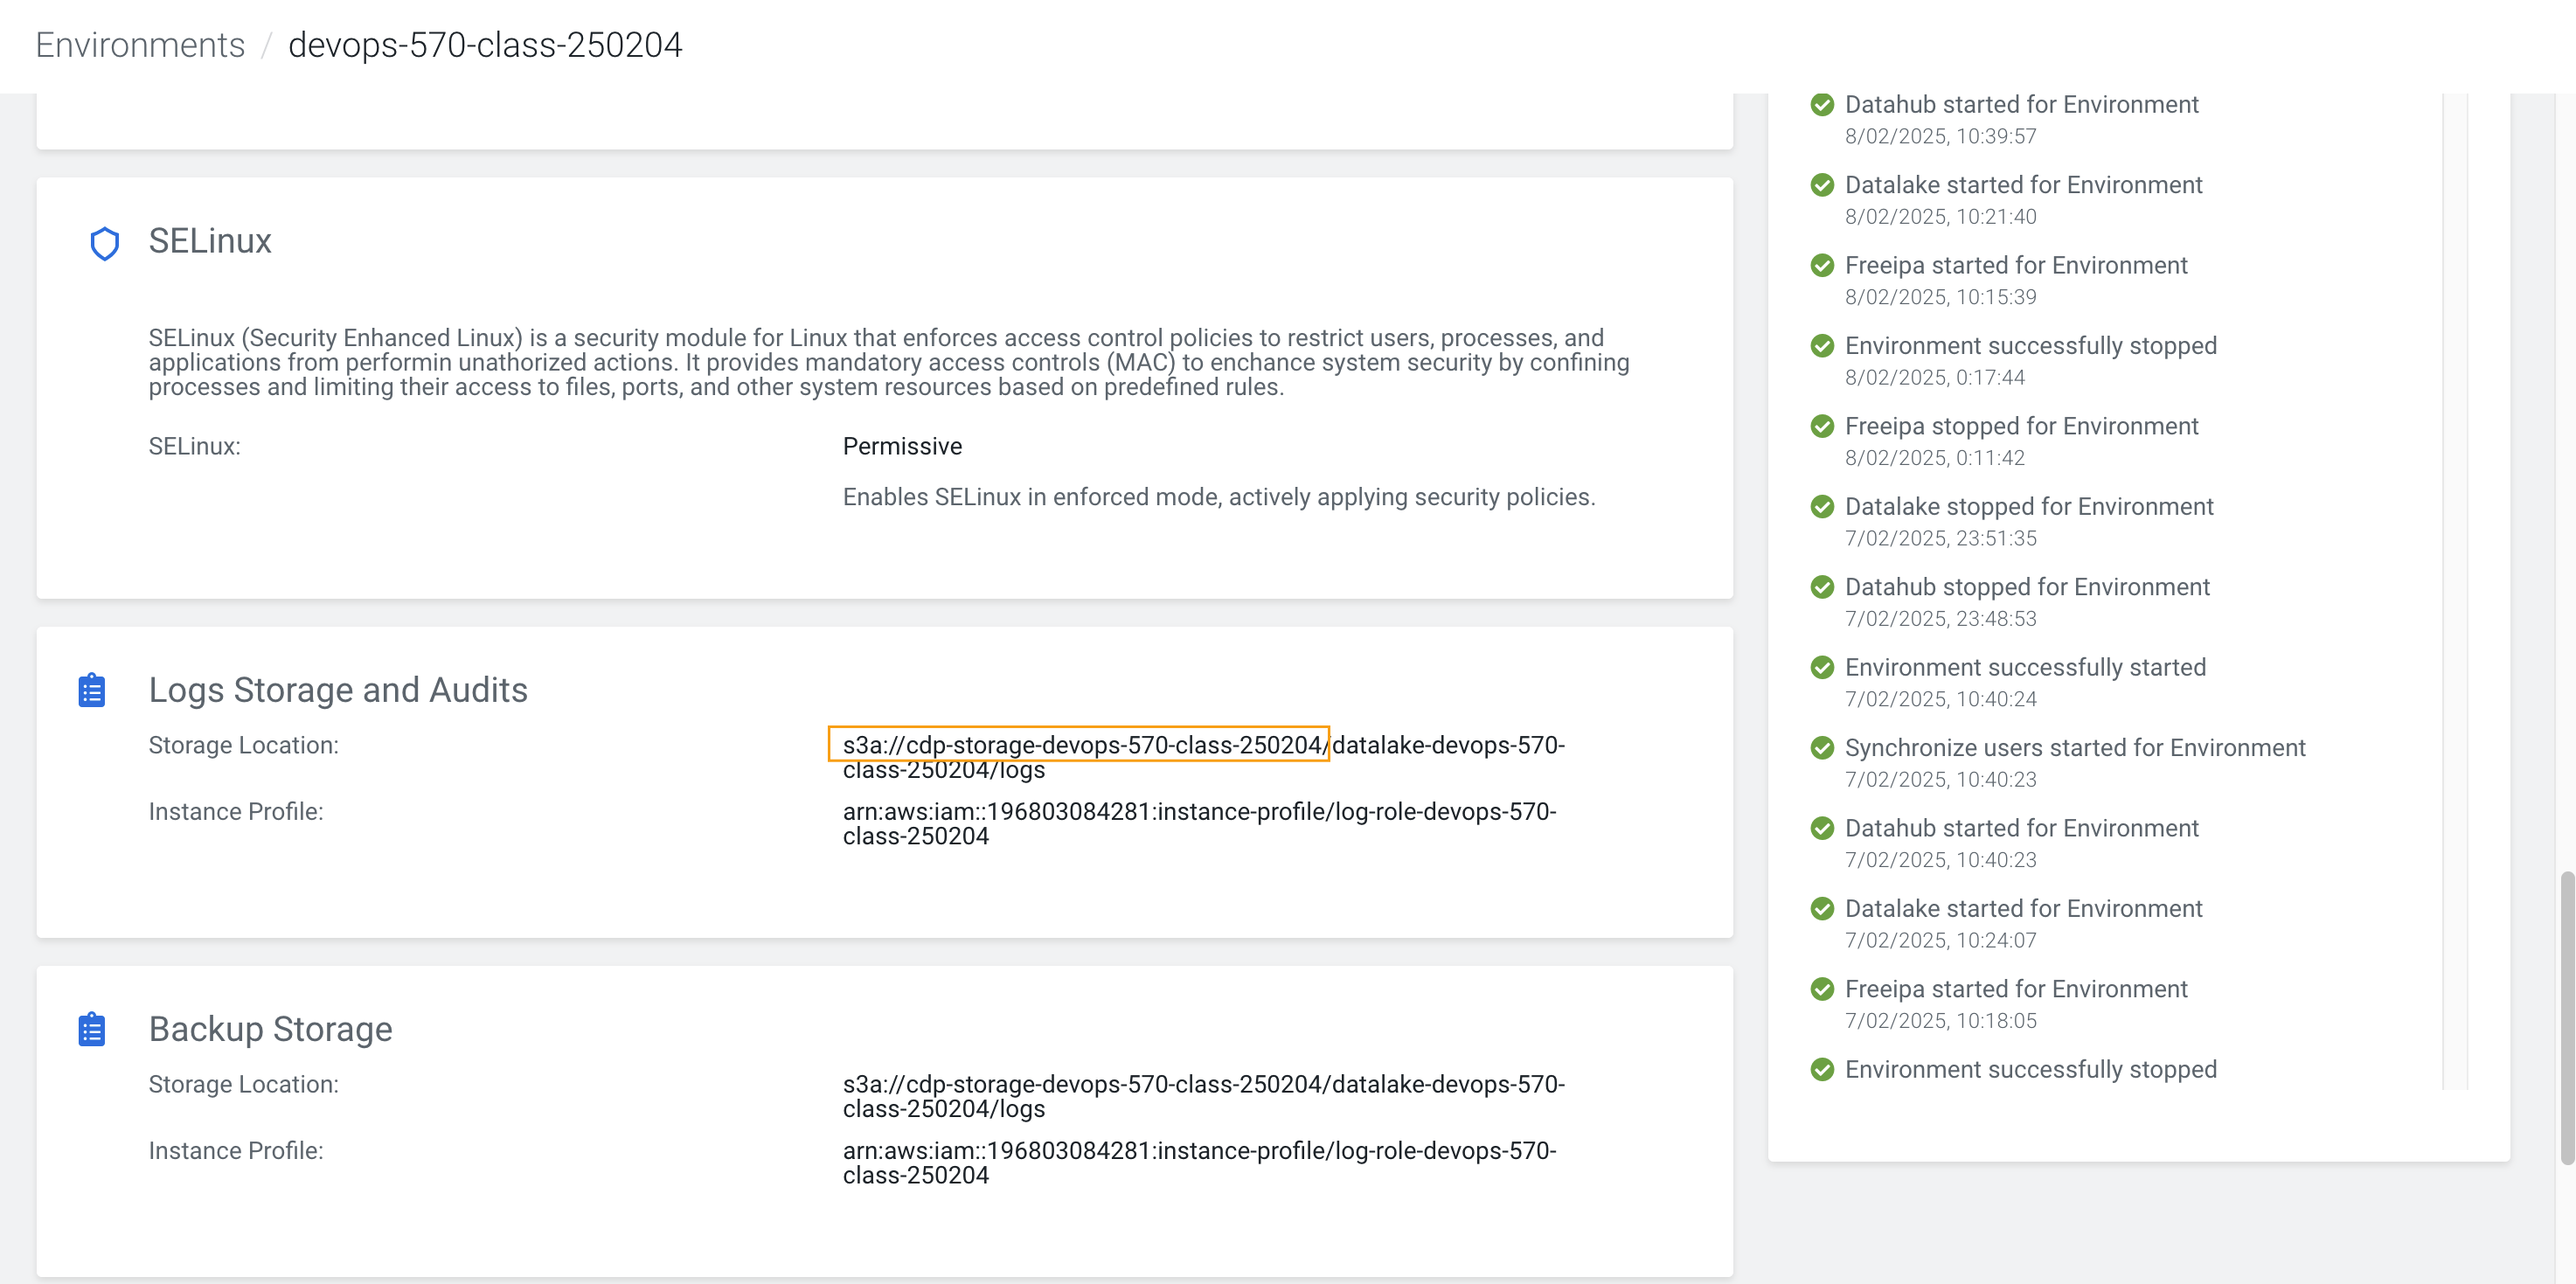 Environments / devops-570-class-250204
SELinux
SELinux (Security Enhanced Linux) is a security module for Linux that enforces access control policies to restrict users, processes, and
applications from performin unathorized actions. It provides mandatory access controls (MAC) to enchance system security by confining
processes and limiting their access to files, ports, and other system resources based on predefined rules.
SELinux: Permissive
Enables SELinux in enforced mode, actively applying security policies.
Logs Storage and Audits
Storage Location: s3a://cdp-storage-devops-570-class-250204/datalake-devops-570-
class-250204/logs
Instance Profile: arn:aws:iam::196803084281:instance-profile/log-role-devops-570-
class-250204
Backup Storage
Storage Location: s3a://cdp-storage-devops-570-class-250204/datalake-devops-570-
class-250204/logs
Instance Profile: arn:aws:iam::196803084281:instance-profile/log-role-devops-570-
class-250204
Datahub started for Environment
8/02/2025, 10:39:57
Datalake started for Environment
8/02/2025, 10:21:40
Freeipa started for Environment
8/02/2025, 10:15:39
Environment successfully stopped
8/02/2025, 0:17:44
Freeipa stopped for Environment
8/02/2025, 0:11:42
Datalake stopped for Environment
7/02/2025, 23:51:35
Datahub stopped for Environment
7/02/2025, 23:48:53
Environment successfully started
7/02/2025, 10:40:24
Synchronize users started for Environment
7/02/2025, 10:40:23
Datahub started for Environment
7/02/2025, 10:40:23
Datalake started for Environment
7/02/2025, 10:24:07
Freeipa started for Environment
7/02/2025, 10:18:05
Environment successfully stopped